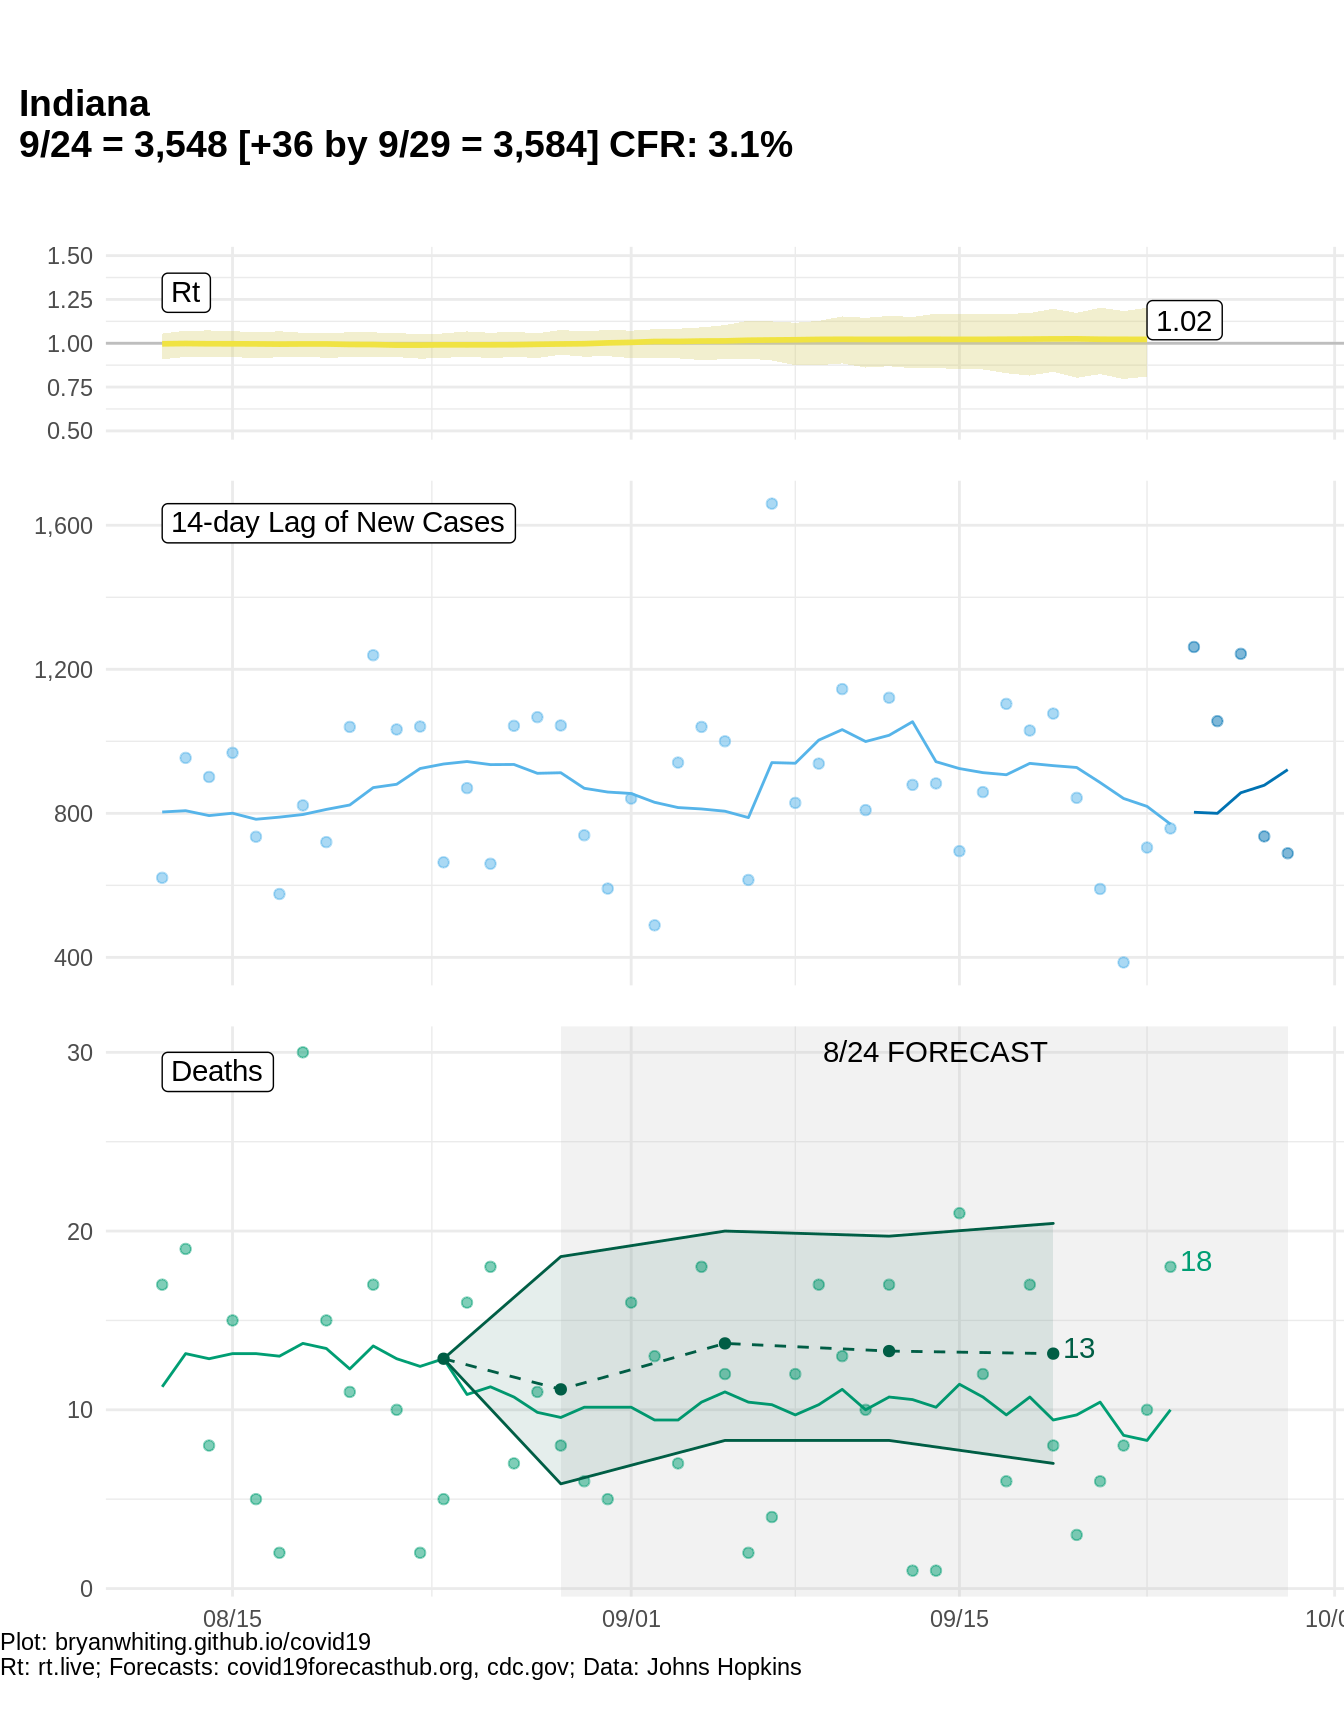 Indiana
9/24 = 3,548 [+36 by 9/29 = 3,584] CFR: 3.1%
1.50
1.25
1.00
0.75
0.50
Rt
1.02
1,600
1,200
800
400
14-day Lag of New Cases
30
20
10
0
Deaths
8/24 FORECAST
18
13
08/15
09/01
09/15
10/0
Plot: bryanwhiting.github.io/covid19
Rt: rt.live; Forecasts: covid19forecasthub.org, cdc.gov; Data: Johns Hopkins